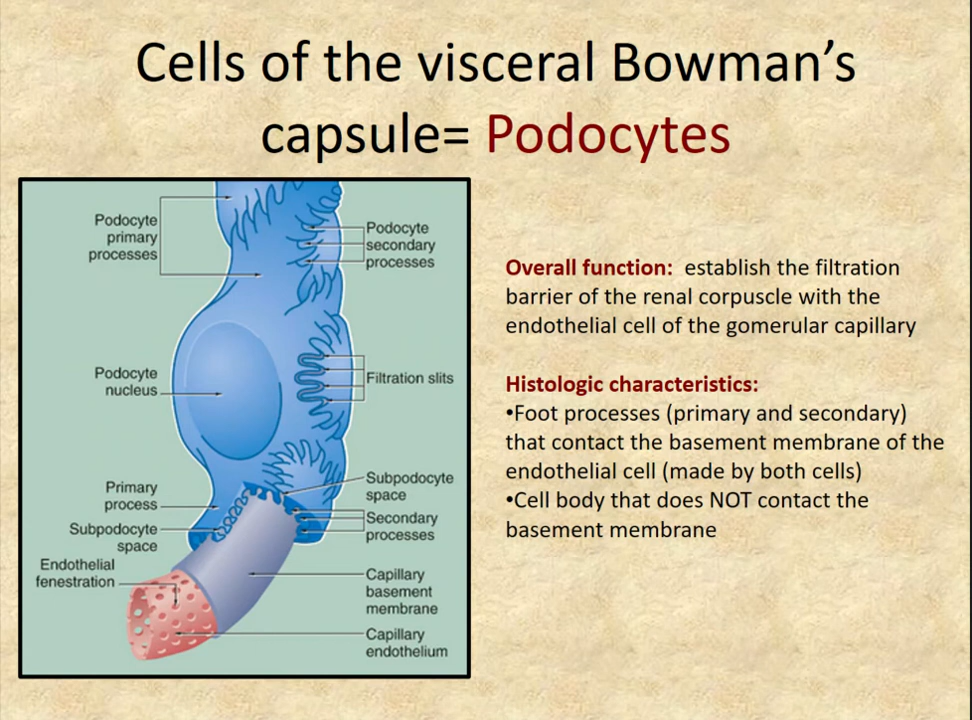 Cells of the visceral Bowman’s
capsule= Podocytes
Podocyte
primary
processes
Podocyte
secondary
processes
Podocyte
nucleus
Filtration slits
Primary
process
Subpodocyte
space
Endothelial
fenestration
Subpodocyte
space
Secondary
processes
Capillary
basement
membrane
Capillary
endothelium
Overall function: establish the filtration
barrier of the renal corpuscle with the
endothelial cell of the gomerular capillary
Histologic characteristics:
•Foot processes (primary and secondary)
that contact the basement membrane of the
endothelial cell (made by both cells)
•Cell body that does NOT contact the
basement membrane